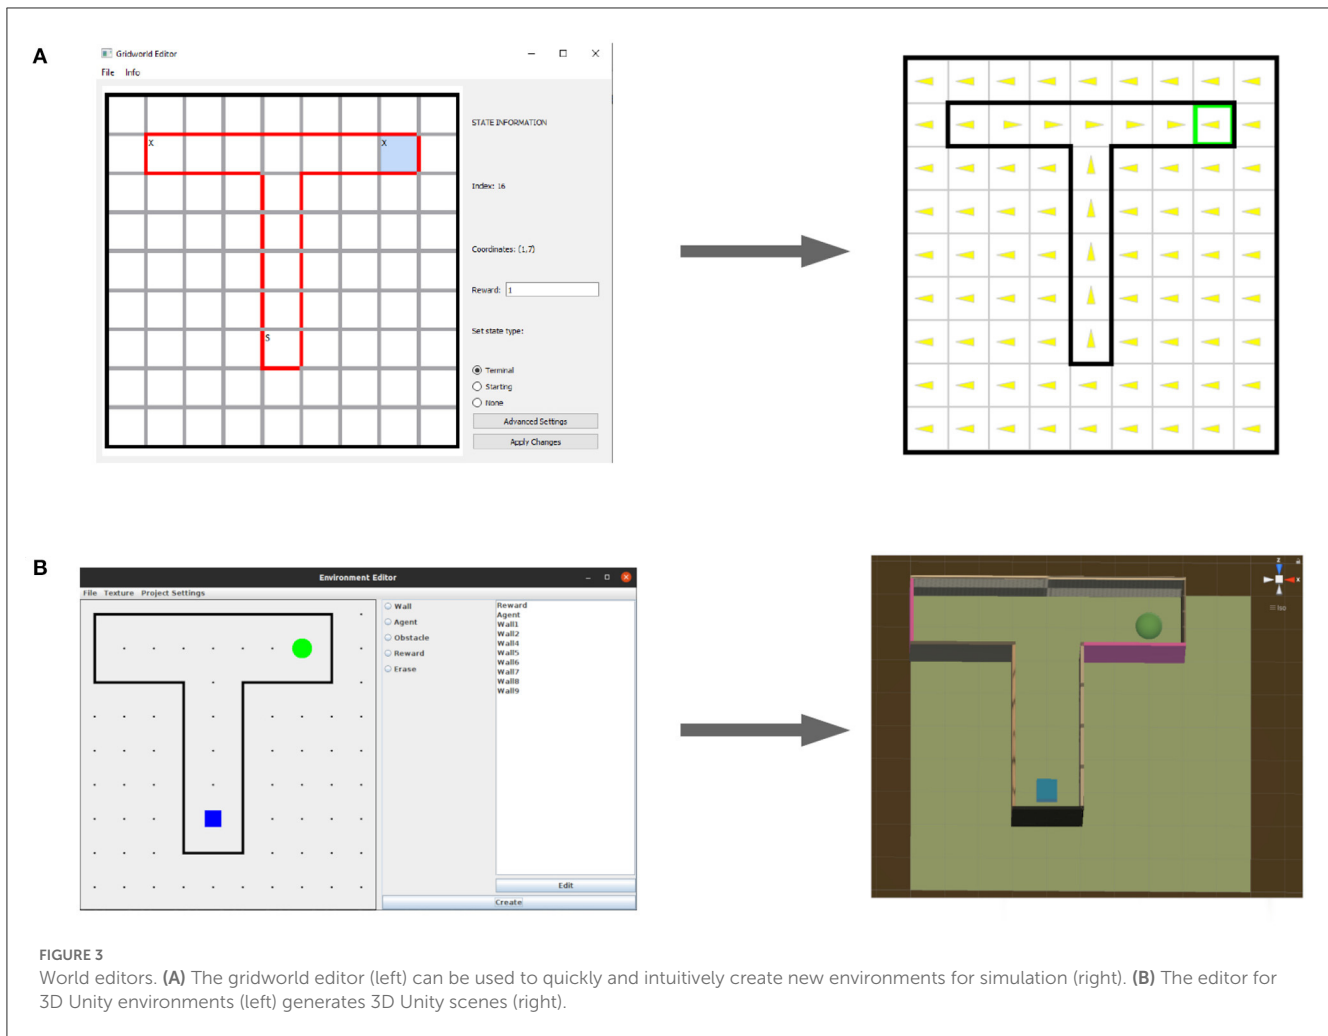 A
Gridworld Editor
File Info
STATE INFORMATION
X X
Index: 16
Coordinates: (1,7)
Reward: 1
Set state type:
S
Terminal
Starting
None
Advanced Settings
Apply Changes
B
Environment Editor
File Texture Project Settings
Wall
Agent
Obstacle
Reward
Erase
Reward
Agent
Wall1
Wall2
Wall4
Wall5
Wall6
Wall7
Wall8
Wall9
Edit
Create
z
x
Iso
FIGURE 3
World editors. (A) The gridworld editor (left) can be used to quickly and intuitively create new environments for simulation (right). (B) The editor for
3D Unity environments (left) generates 3D Unity scenes (right).